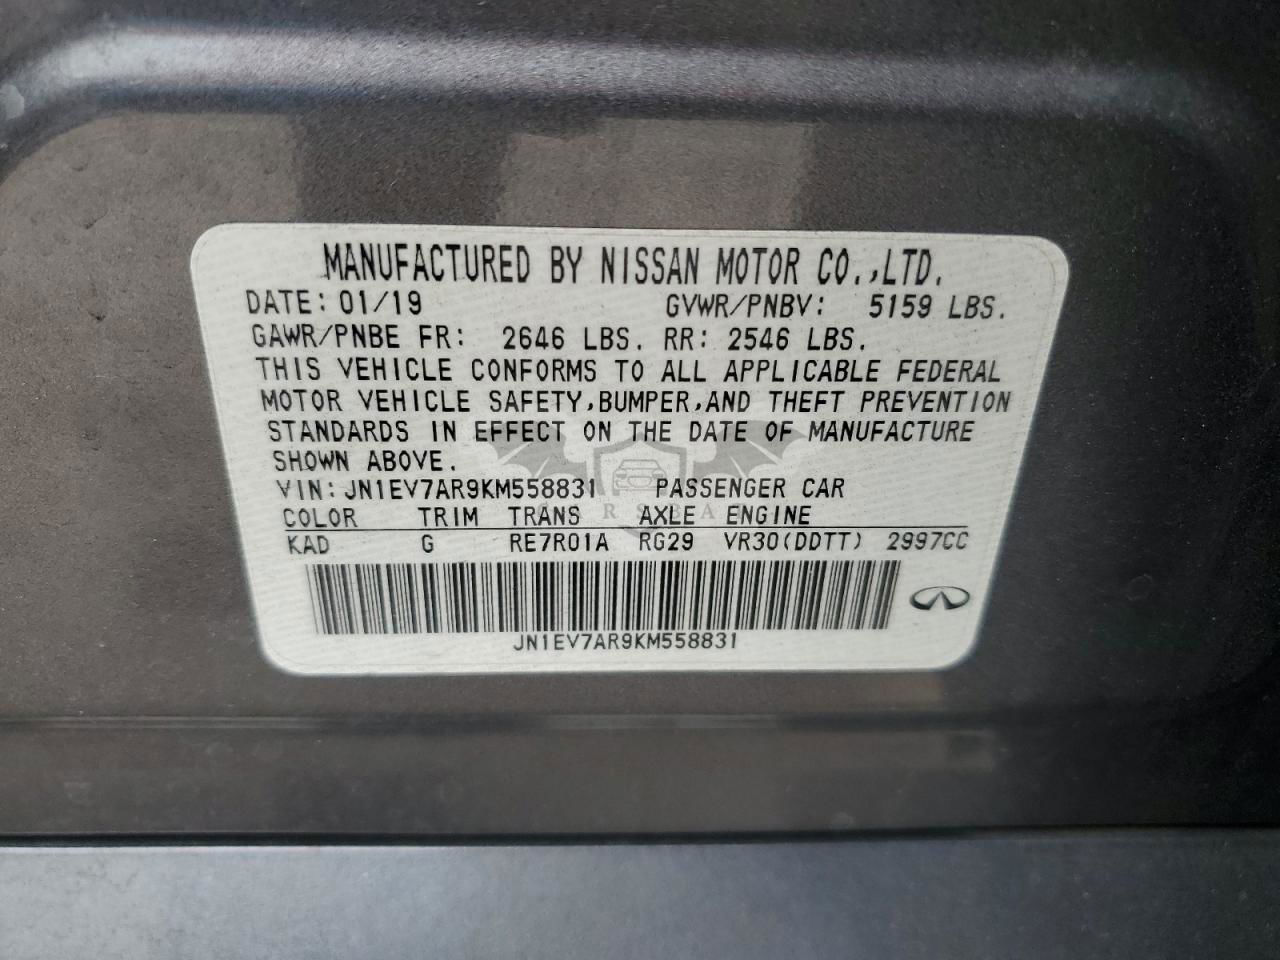 MANUFACTURED BY NISSAN MOTOR CO.,LTD.
DATE: 01/19 GVWR/PNBV: 5159 LBS.
GAWR/PNBE FR: 2646 LBS. RR: 2546 LBS.
THIS VEHICLE CONFORMS TO ALL APPLICABLE FEDERAL
MOTOR VEHICLE SAFETY,BUMPER,AND THEFT PREVENTION
STANDARDS IN EFFECT ON THE DATE OF MANUFACTURE
SHOWN ABOVE.
VIN: JN1EV7AR9KM558831 PASSENGER CAR
COLOR TRIM TRANS AXLE ENGINE
KAD G RE7R01A RG29 VR30(DDTT) 2997CC
JN1EV7AR9KM558831